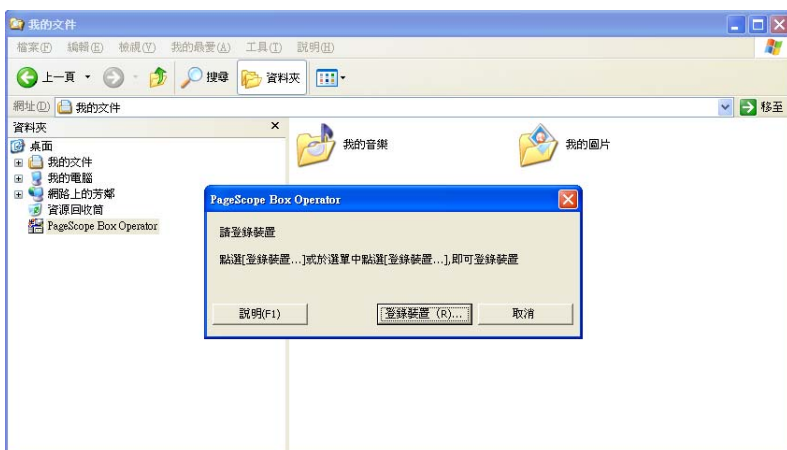 我的文件
檔案(F) 編輯(E) 檢視(V) 我的最愛(A) 工具(T) 說明(H)
上一頁 搜尋 資料夾
網址(D) 我的文件 移至
資料夾
桌面
我的文件
我的電腦
網路上的芳鄰
資源回收筒
PageScope Box Operator
我的音樂
我的圖片
PageScope Box Operator
請登錄裝置
點選[登錄裝置...]或於選單中點選[登錄裝置...],即可登錄裝置
說明(F1) 登錄裝置 (R)... 取消